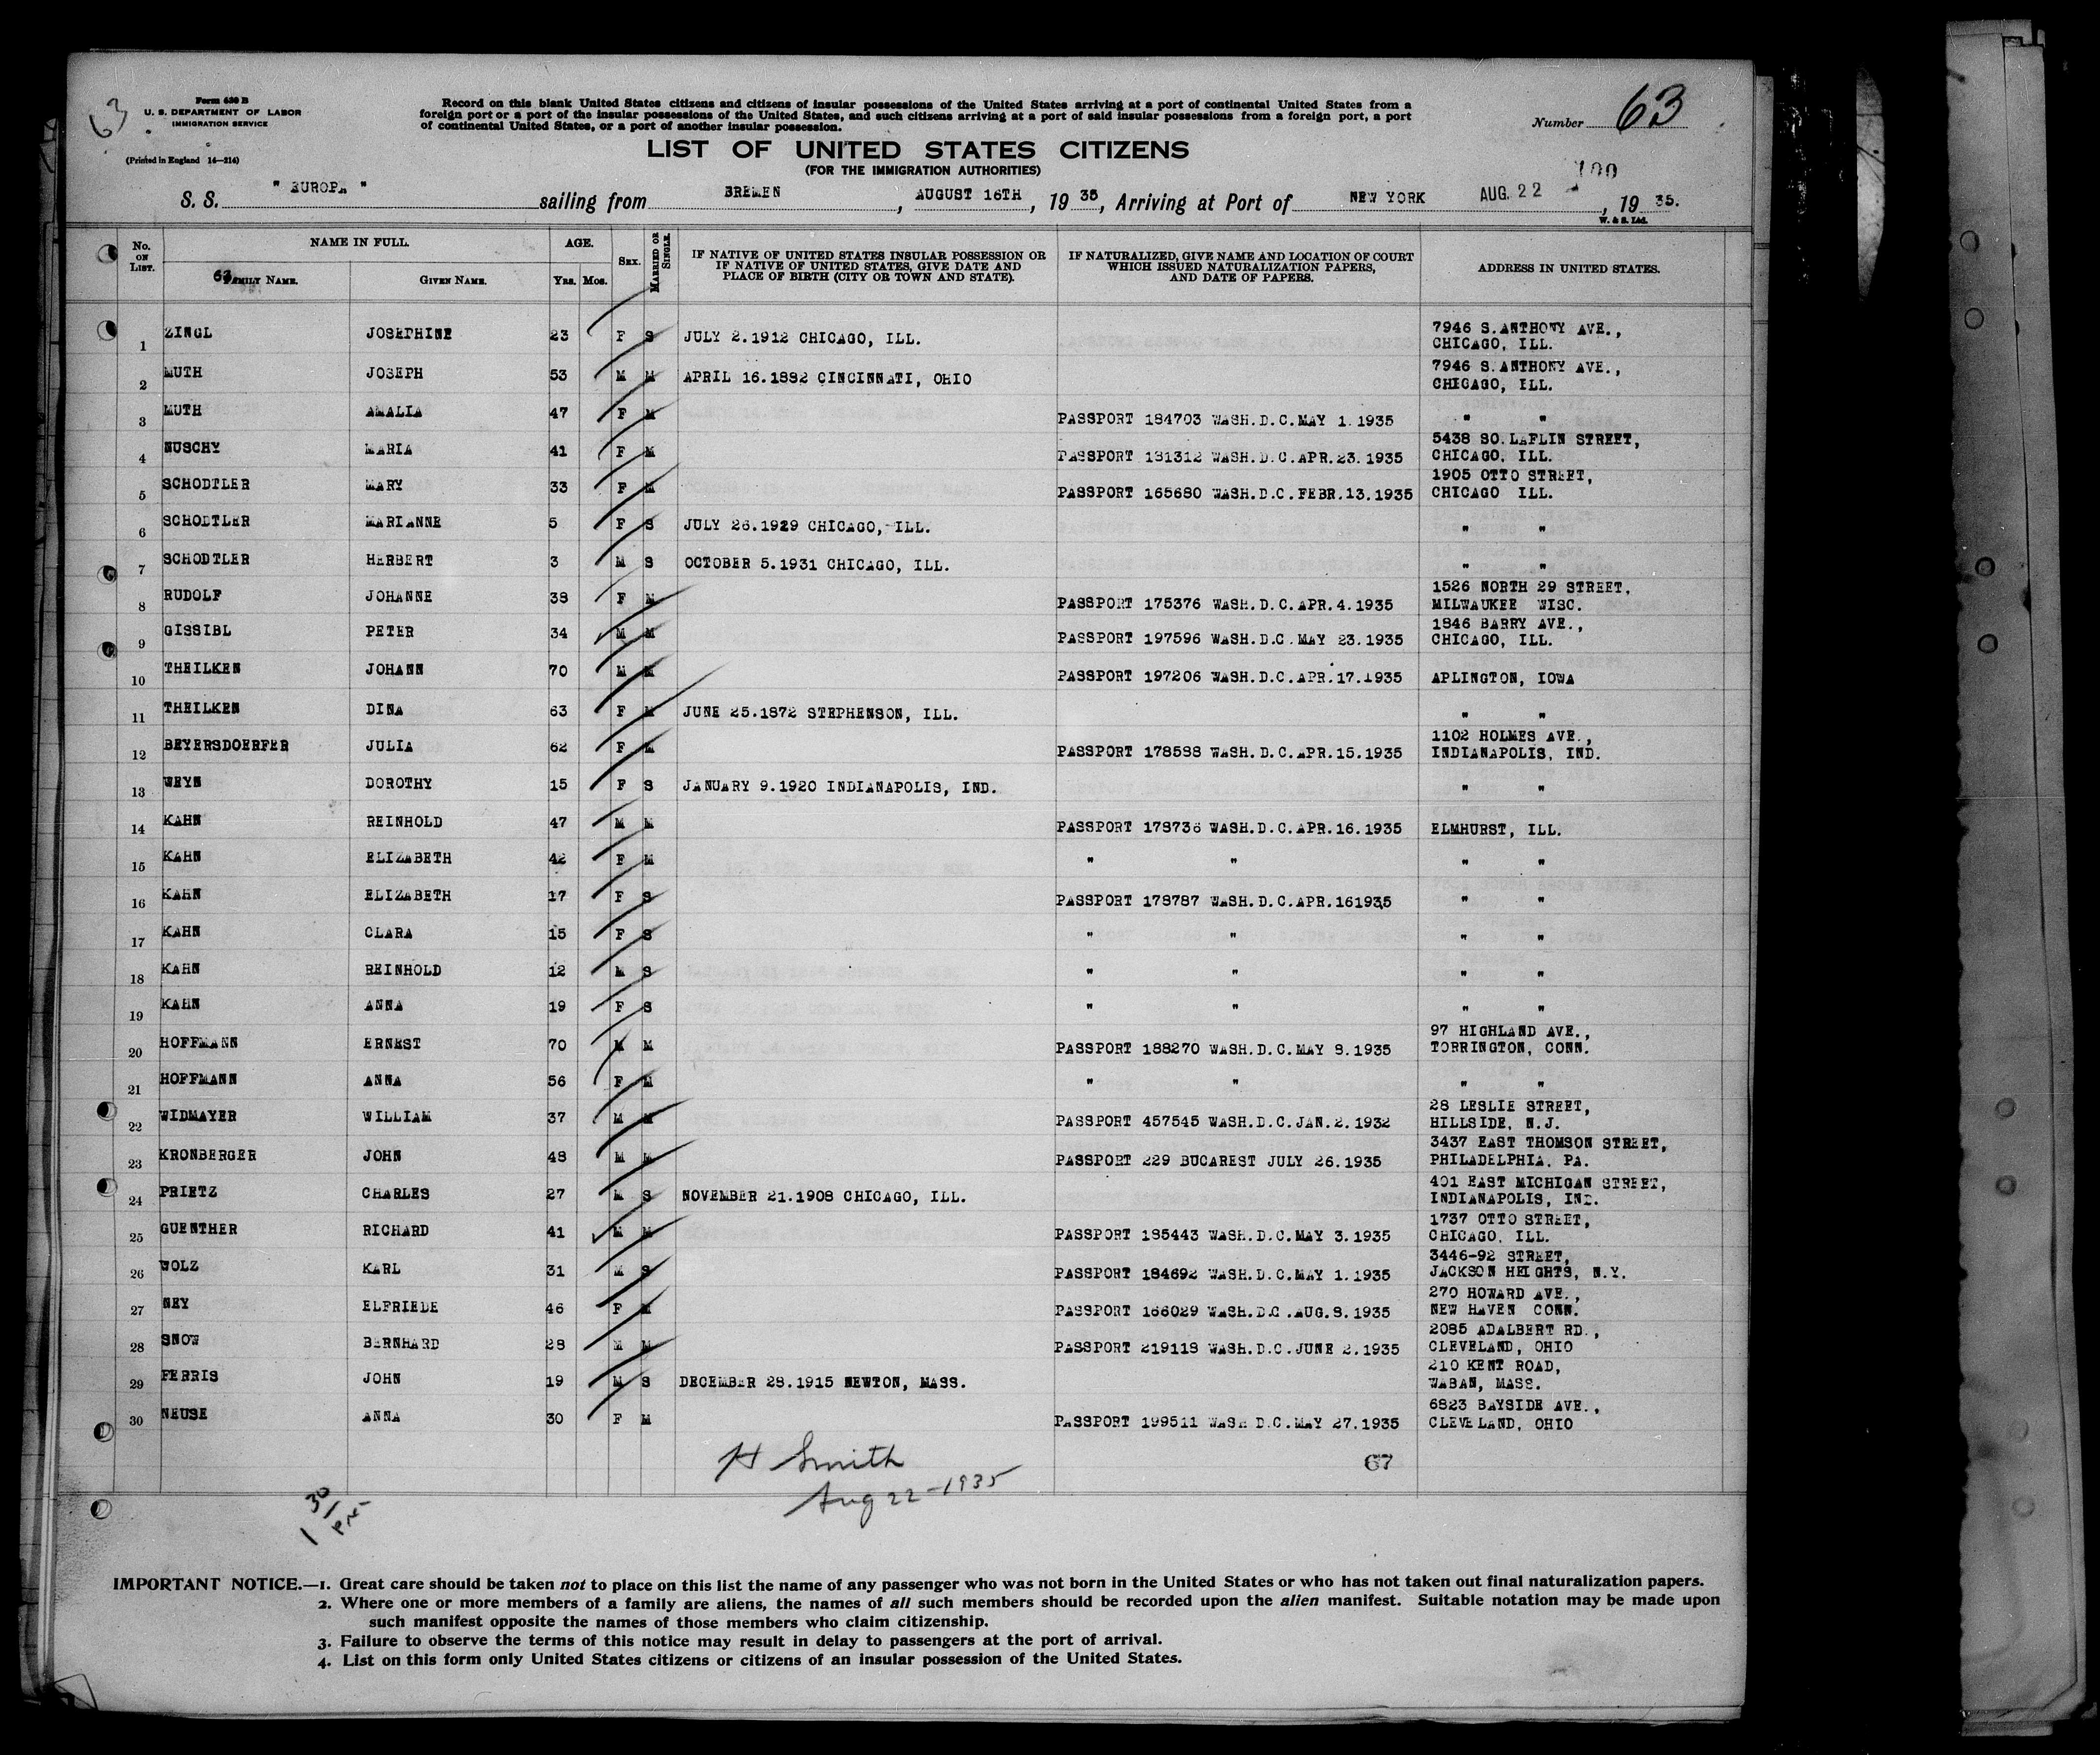 63
Form 630 B
U. S. DEPARTMENT OF LABOR
IMMIGRATION SERVICE
(Printed in England 14—214)
Record on this blank United States citizens and citizens of insular possessions of the United States arriving at a port of continental United States from a
foreign port or a port of the insular possessions of the United States, and such citizens arriving at a port of said insular possessions from a foreign port, a port
of continental United States, or a port of another insular possession.
Number 63
LIST OF UNITED STATES CITIZENS
(FOR THE IMMIGRATION AUTHORITIES)
100
S. S. " EUROPA " sailing from BREMEN, AUGUST 16TH, 19 35, Arriving at Port of NEW YORK AUG. 22, 19 35.
W. & S. Ltd.
No. ON LIST. NAME IN FULL. AGE. SEX. MARRIED OR SINGLE. IF NATIVE OF UNITED STATES INSULAR POSSESSION OR IF NATIVE OF UNITED STATES, GIVE DATE AND PLACE OF BIRTH (CITY OR TOWN AND STATE). IF NATURALIZED, GIVE NAME AND LOCATION OF COURT WHICH ISSUED NATURALIZATION PAPERS, AND DATE OF PAPERS. ADDRESS IN UNITED STATES.
63 FAMILY NAME. GIVEN NAME. YRS. MOS.
1 ZINGL JOSEPHINE 23 F S JULY 2.1912 CHICAGO, ILL. 7946 S.ANTHONY AVE.,
CHICAGO, ILL.
2 MUTH JOSEPH 53 M M APRIL 16.1882 CINCINNATI, OHIO 7946 S.ANTHONY AVE.,
CHICAGO, ILL.
3 MUTH AMALIA 47 F M PASSPORT 184703 WASH.D.C.MAY 1.1935 " "
4 NUSCHY MARIA 41 F M PASSPORT 181312 WASH.D.C.APR.23.1935 5438 SO.LAFLIN STREET,
CHICAGO, ILL.
5 SCHODTLER MARY 33 F M PASSPORT 165680 WASH.D.C.FEBR.13.1935 1905 OTTO STREET,
CHICAGO ILL.
6 SCHODTLER MARIANNE 5 F S JULY 26.1929 CHICAGO, ILL. " "
7 SCHODTLER HERBERT 3 M S OCTOBER 5.1931 CHICAGO, ILL. " "
8 RUDOLF JOHANNE 38 F M PASSPORT 175376 WASH.D.C.APR.4.1935 1526 NORTH 29 STREET,
MILWAUKEE WISC.
9 GISSIBL PETER 34 M M PASSPORT 197596 WASH.D.C.MAY 23.1935 1846 BARRY AVE.,
CHICAGO, ILL.
10 THEILKEN JOHANN 70 M M PASSPORT 197206 WASH.D.C.APR.17.1935 APLINGTON, IOWA
11 THEILKEN DINA 63 F M JUNE 25.1872 STEPHENSON, ILL. " "
12 BEYERSDOERFER JULIA 62 F M PASSPORT 178588 WASH.D.C.APR.15.1935 1102 HOLMES AVE.,
INDIANAPOLIS, IND.
13 WEYN DOROTHY 15 F S JANUARY 9.1920 INDIANAPOLIS, IND. " "
14 KAHN REINHOLD 47 M M PASSPORT 178736 WASH.D.C.APR.16.1935 ELMHURST, ILL.
15 KAHN ELIZABETH 42 F M " " " "
16 KAHN ELIZABETH 17 F S PASSPORT 178787 WASH.D.C.APR.161935 " "
17 KAHN CLARA 15 F S " " " "
18 KAHN REINHOLD 12 M S " " " "
19 KAHN ANNA 19 F S " " " "
20 HOFFMANN ERNEST 70 M M PASSPORT 188270 WASH.D.C.MAY 8.1935 97 HIGHLAND AVE.,
TORRINGTON, CONN.
21 HOFFMANN ANNA 56 F M " " " "
22 WIDMAYER WILLIAM 37 M M PASSPORT 457545 WASH.D.C.JAN.2.1932 28 LESLIE STREET,
HILLSIDE, N.J.
23 KRONBERGER JOHN 48 M M PASSPORT 229 BUCAREST JULY 26.1935 3437 EAST THOMSON STREET,
PHILADELPHIA, PA.
24 PRIETZ CHARLES 27 M S NOVEMBER 21.1908 CHICAGO, ILL. 401 EAST MICHIGAN STREET,
INDIANAPOLIS, IND.
25 GUENTHER RICHARD 41 M M PASSPORT 185443 WASH.D.C.MAY 3.1935 1737 OTTO STREET,
CHICAGO, ILL.
26 WOLZ KARL 31 M S PASSPORT 184692 WASH.D.C.MAY 1.1935 3446-92 STREET,
JACKSON HEIGHTS, N.Y.
27 NEY ELFRIEDE 46 F M PASSPORT 166029 WASH.D.C.AUG.8.1935 270 HOWARD AVE.,
NEW HAVEN CONN.
28 SNOW BERNHARD 28 M M PASSPORT 219118 WASH.D.C.JUNE 2.1935 2085 ADALBERT RD.,
CLEVELAND, OHIO
29 FERRIS JOHN 19 M S DECEMBER 28.1915 NEWTON, MASS. 210 KENT ROAD,
WABAN, MASS.
30 NEUSE ANNA 30 F M PASSPORT 199511 WASH D.C.MAY 27.1935 6823 BAYSIDE AVE.,
CLEVELAND, OHIO
H Smith
67
Aug 22-1935
1 30/PM
IMPORTANT NOTICE.—1. Great care should be taken not to place on this list the name of any passenger who was not born in the United States or who has not taken out final naturalization papers.
2. Where one or more members of a family are aliens, the names of all such members should be recorded upon the alien manifest. Suitable notation may be made upon
such manifest opposite the names of those members who claim citizenship.
3. Failure to observe the terms of this notice may result in delay to passengers at the port of arrival.
4. List on this form only United States citizens or citizens of an insular possession of the United States.